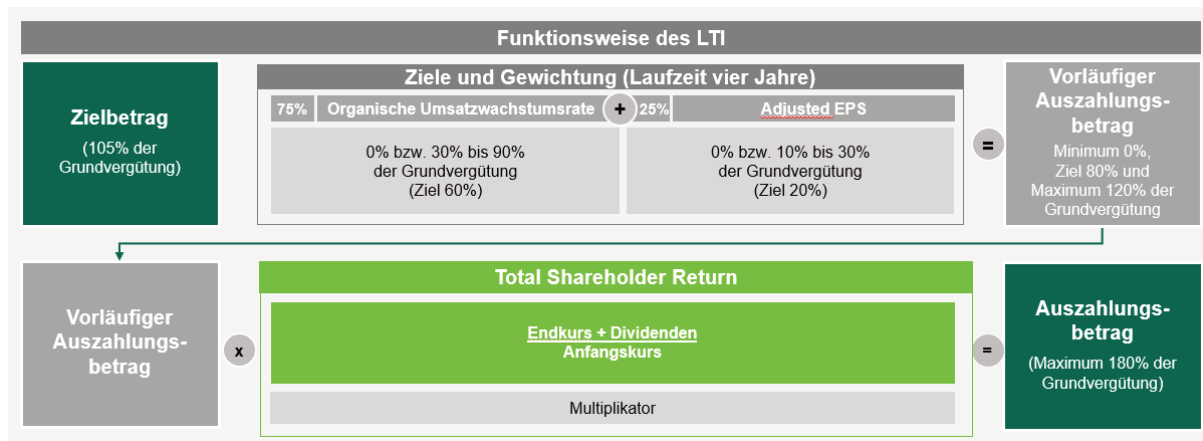 Funktionsweise des LTI
Zielbetrag
(105% der
Grundvergütung)
Ziele und Gewichtung (Laufzeit vier Jahre)
75% Organische Umsatzwachstumsrate + 25% Adjusted EPS
0% bzw. 30% bis 90%
der Grundvergütung
(Ziel 60%)
0% bzw. 10% bis 30%
der Grundvergütung
(Ziel 20%)
=
Vorläufiger
Auszahlungs-
betrag
Minimum 0%,
Ziel 80% und
Maximum 120% der
Grundvergütung
Vorläufiger
Auszahlungs-
betrag
x
Total Shareholder Return
Endkurs + Dividenden
Anfangskurs
Multiplikator
=
Auszahlungs-
betrag
(Maximum 180% der
Grundvergütung)